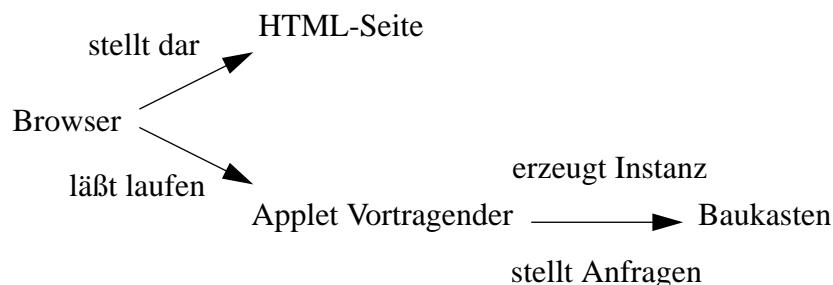 HTML-Seite
stellt dar
Browser
läßt laufen
erzeugt Instanz
Applet Vortragender
Baukasten
stellt Anfragen